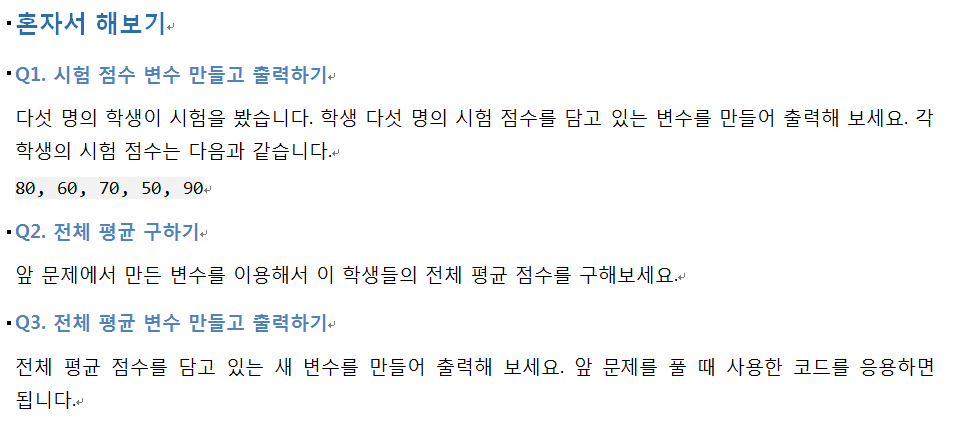 혼자서 해보기
Q1. 시험 점수 변수 만들고 출력하기
다섯 명의 학생이 시험을 봤습니다. 학생 다섯 명의 시험 점수를 담고 있는 변수를 만들어 출력해 보세요. 각
학생의 시험 점수는 다음과 같습니다.
80, 60, 70, 50, 90
Q2. 전체 평균 구하기
앞 문제에서 만든 변수를 이용해서 이 학생들의 전체 평균 점수를 구해보세요.
Q3. 전체 평균 변수 만들고 출력하기
전체 평균 점수를 담고 있는 새 변수를 만들어 출력해 보세요. 앞 문제를 풀 때 사용한 코드를 응용하면
됩니다.